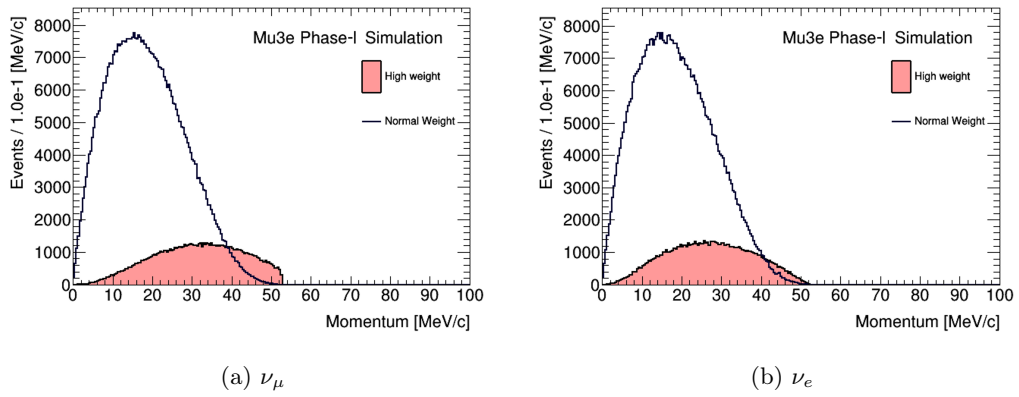 Events / 1.0e-1 [MeV/c]
8000
7000
6000
5000
4000
3000
2000
1000
0
Mu3e Phase-I Simulation
High weight
Normal Weight
0 10 20 30 40 50 60 70 80 90 100
Momentum [MeV/c]
(a) νμ
Events / 1.0e-1 [MeV/c]
8000
7000
6000
5000
4000
3000
2000
1000
0
Mu3e Phase-I Simulation
High weight
Normal Weight
0 10 20 30 40 50 60 70 80 90 100
Momentum [MeV/c]
(b) νe